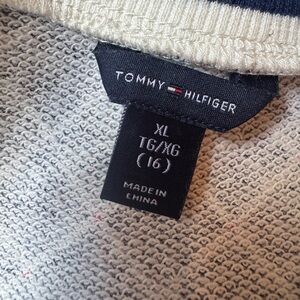 TOMMY HILFIGER
XL
TG/XG
(16)
MADE IN
CHINA